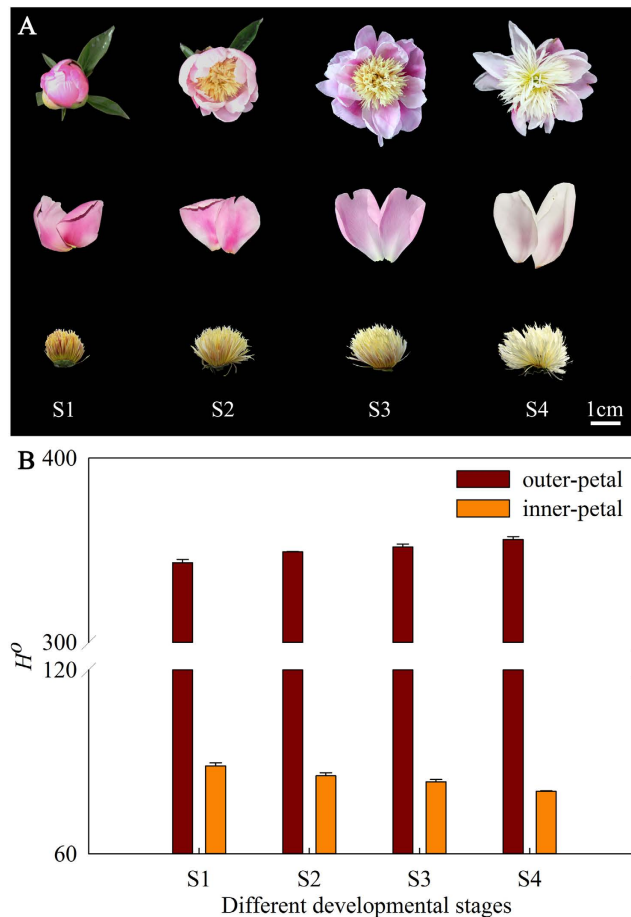 A
S1 S2 S3 S4 1cm
B
400
outer-petal
inner-petal
300
H°
120
60
S1 S2 S3 S4
Different developmental stages